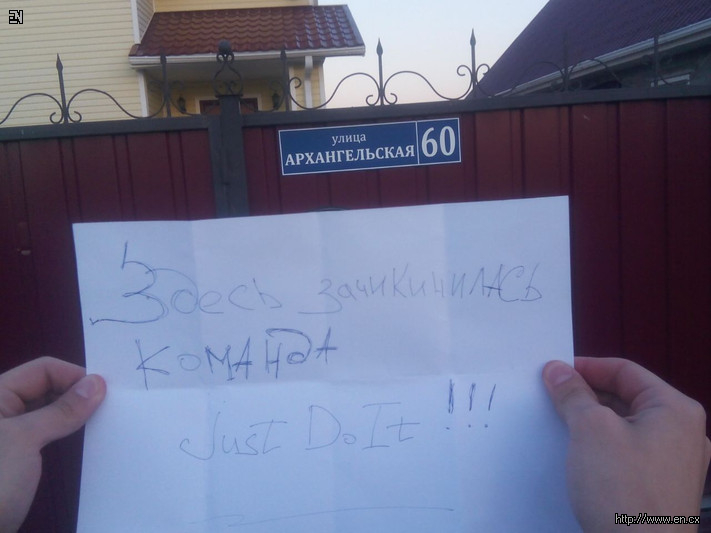 EN
улица
АРХАНГЕЛЬСКАЯ 60
Здесь зачикинилась
команда
Just Do It !!!
http://www.en.cx